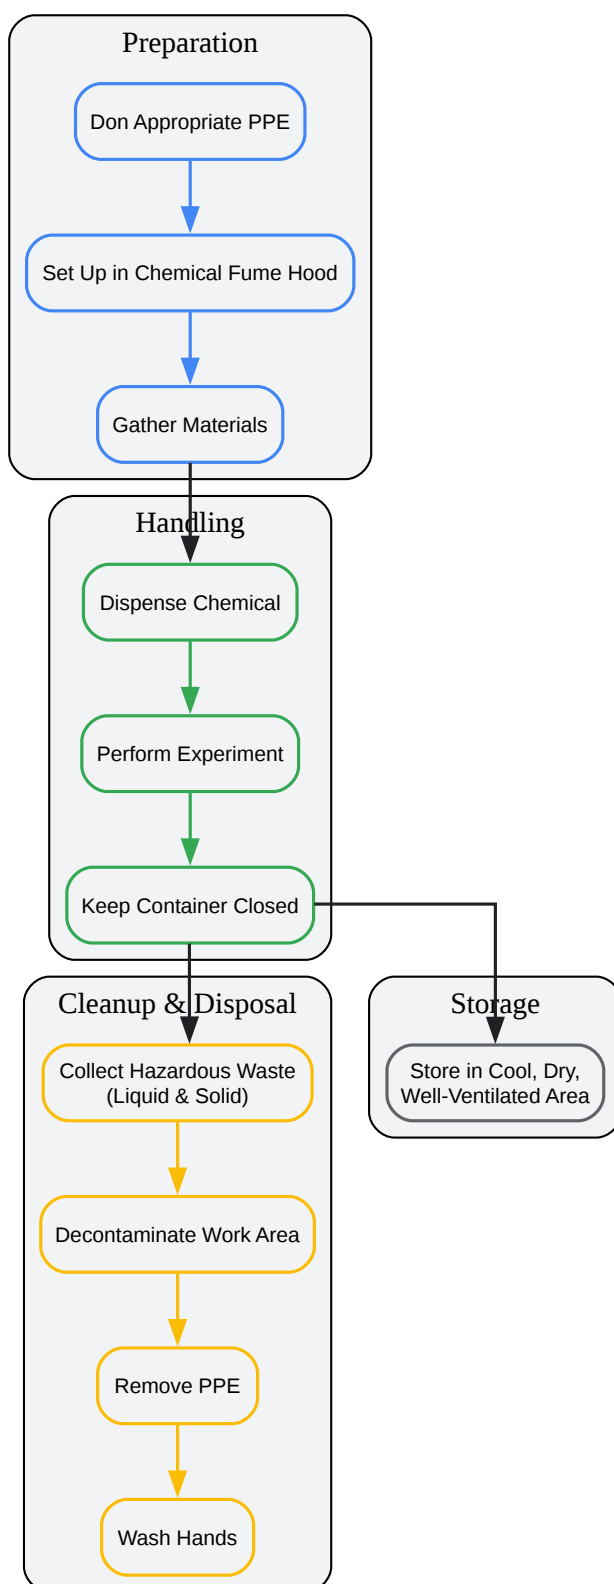 Preparation
Don Appropriate PPE
Set Up in Chemical Fume Hood
Gather Materials
Handling
Dispense Chemical
Perform Experiment
Keep Container Closed
Cleanup & Disposal
Collect Hazardous Waste
(Liquid & Solid)
Decontaminate Work Area
Remove PPE
Wash Hands
Storage
Store in Cool, Dry,
Well-Ventilated Area